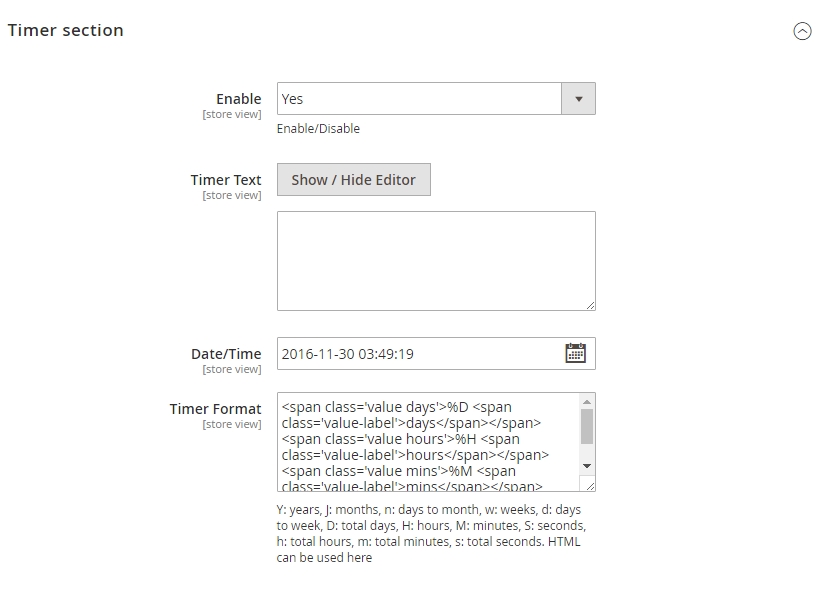 Timer section
Enable
[store view]
Yes
Enable/Disable
Timer Text
[store view]
Show / Hide Editor
Date/Time
[store view]
2016-11-30 03:49:19
Timer Format
[store view]
<span class='value days'>%D <span
class='value-label'>days</span></span>
<span class='value hours'>%H <span
class='value-label'>hours</span></span>
<span class='value mins'>%M <span
class='value-label'>mins</span></span>
Y: years, J: months, n: days to month, w: weeks, d: days
to week, D: total days, H: hours, M: minutes, S: seconds,
h: total hours, m: total minutes, s: total seconds. HTML
can be used here